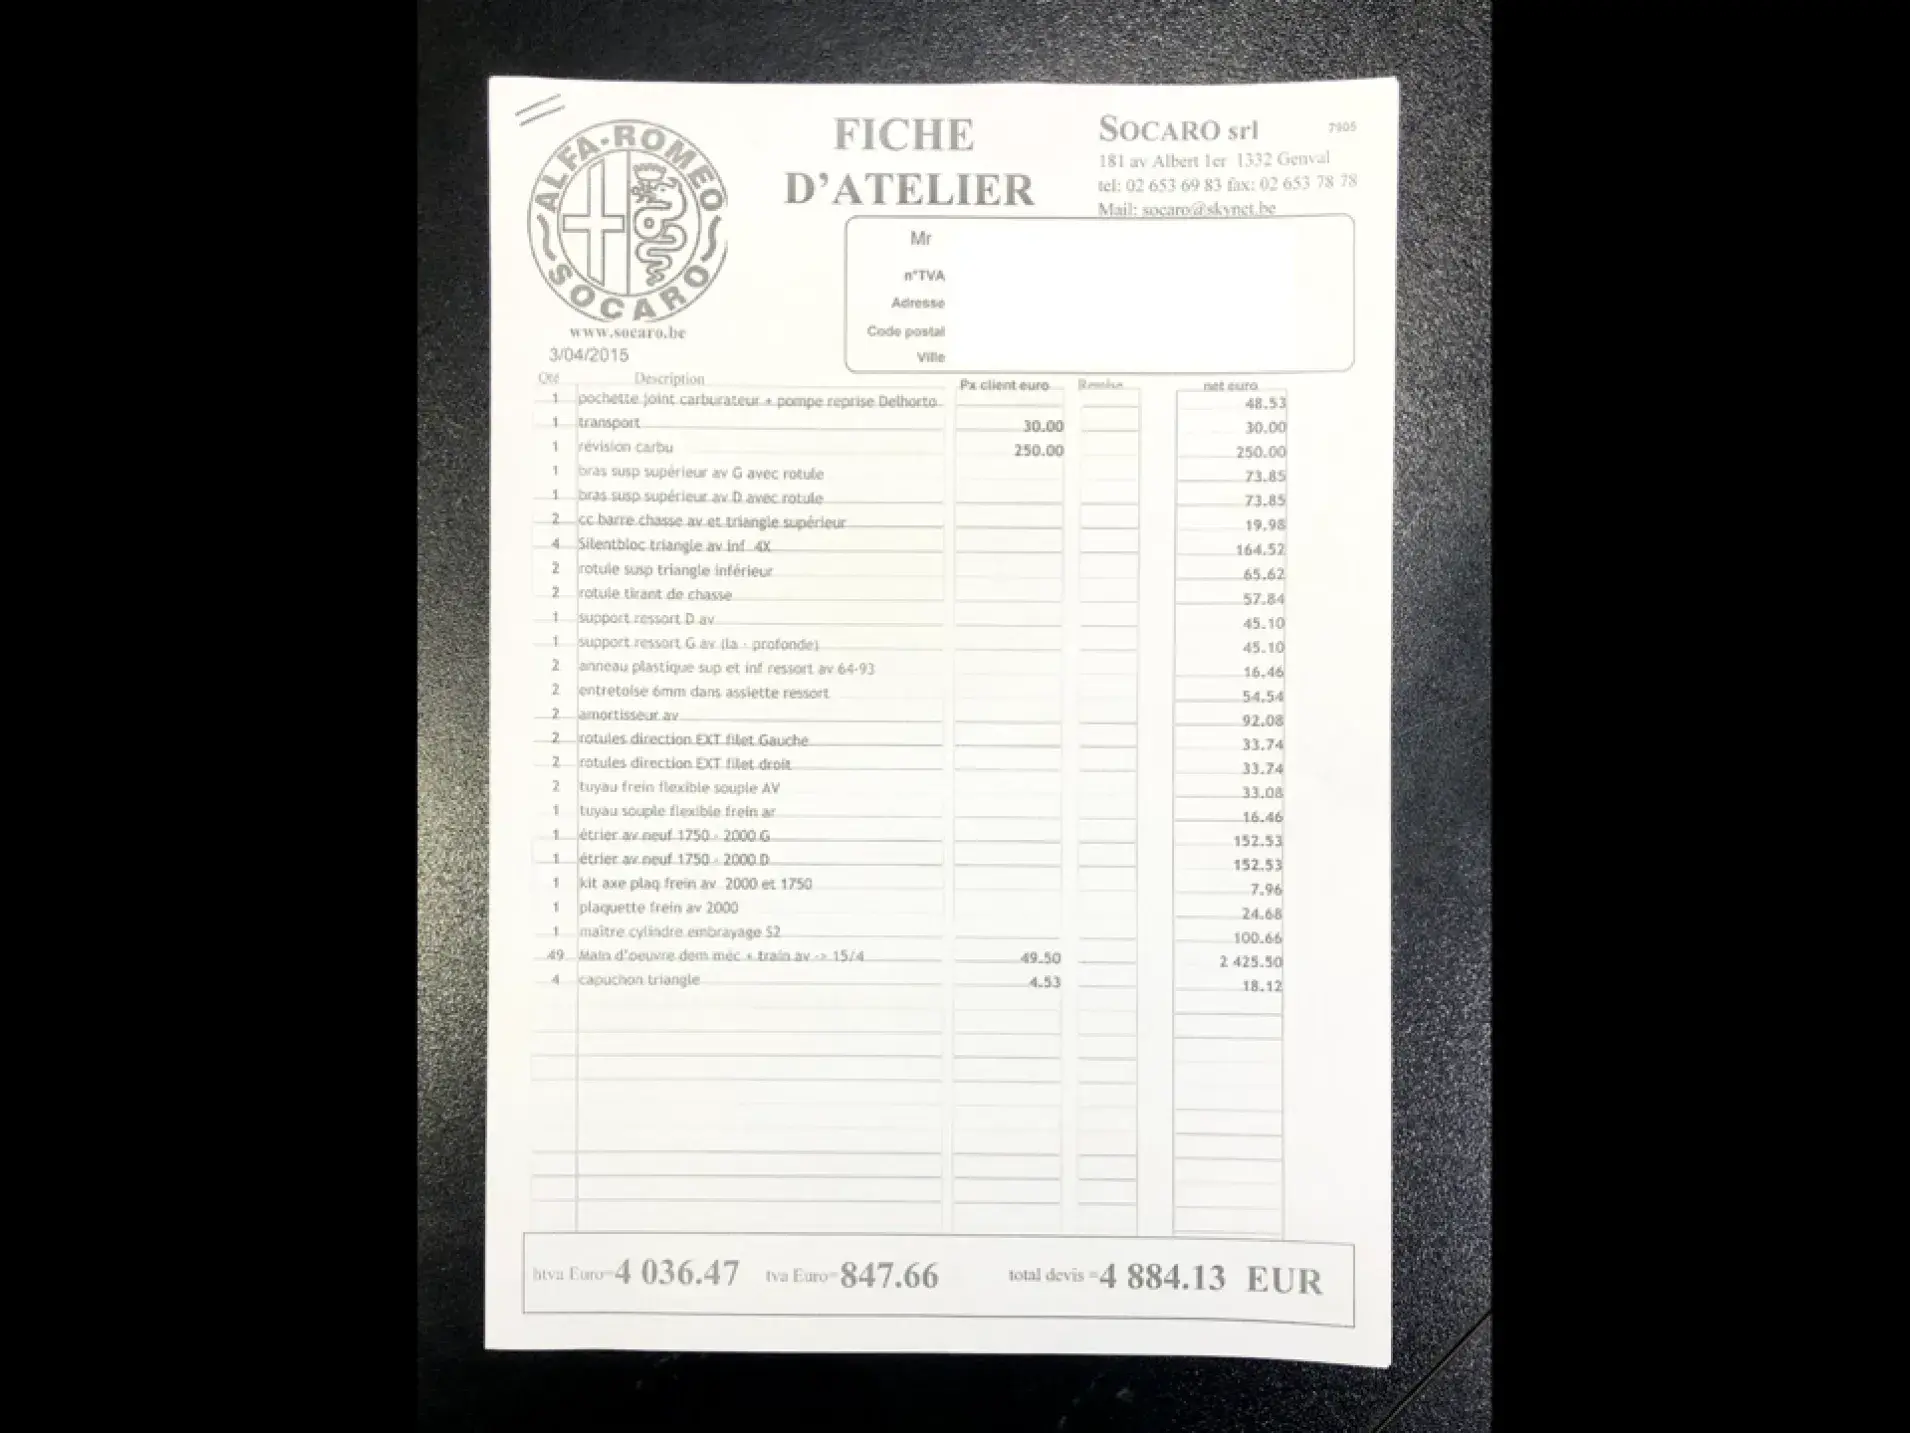 ALFA-ROMEO
SOCARO
www.socaro.be
3/04/2015
FICHE
D'ATELIER
SOCARO srl 7905
181 av Albert 1er 1332 Genval
tel: 02 653 69 83 fax: 02 653 78 78
Mail: socaro@skynet.be
Mr
n°TVA
Adresse
Code postal
Ville
Qté Description Px client euro Remise net euro
1 pochette joint carburateur + pompe reprise Delhorto 48.53
1 transport 30.00 30.00
1 révision carbu 250.00 250.00
1 bras susp supérieur av G avec rotule 73.85
1 bras susp supérieur av D avec rotule 73.85
2 cc barre chasse av et triangle supérieur 19.98
4 Silentbloc triangle av inf 4X 164.52
2 rotule susp triangle inférieur 65.62
2 rotule tirant de chasse 57.84
1 support ressort D av 45.10
1 support ressort G av (la - profonde) 45.10
2 anneau plastique sup et inf ressort av 64-93 16.46
2 entretoise 6mm dans assiette ressort 54.54
2 amortisseur av 92.08
2 rotules direction EXT filet Gauche 33.74
2 rotules direction EXT filet droit 33.74
2 tuyau frein flexible souple AV 33.08
1 tuyau souple flexible frein ar 16.46
1 étrier av neuf 1750 - 2000 G 152.53
1 étrier av neuf 1750 - 2000 D 152.53
1 kit axe plaq frein av 2000 et 1750 7.96
1 plaquette frein av 2000 24.68
1 maître cylindre embrayage S2 100.66
49 Main d'oeuvre dem méc + train av -> 15/4 49.50 2 425.50
4 capuchon triangle 4.53 18.12
htva Euro=4 036.47 tva Euro=847.66 total devis =4 884.13 EUR